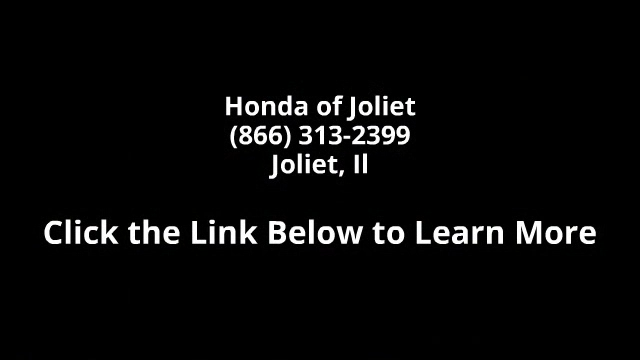 Honda of Joliet
(866) 313-2399
Joliet, Il
Click the Link Below to Learn More